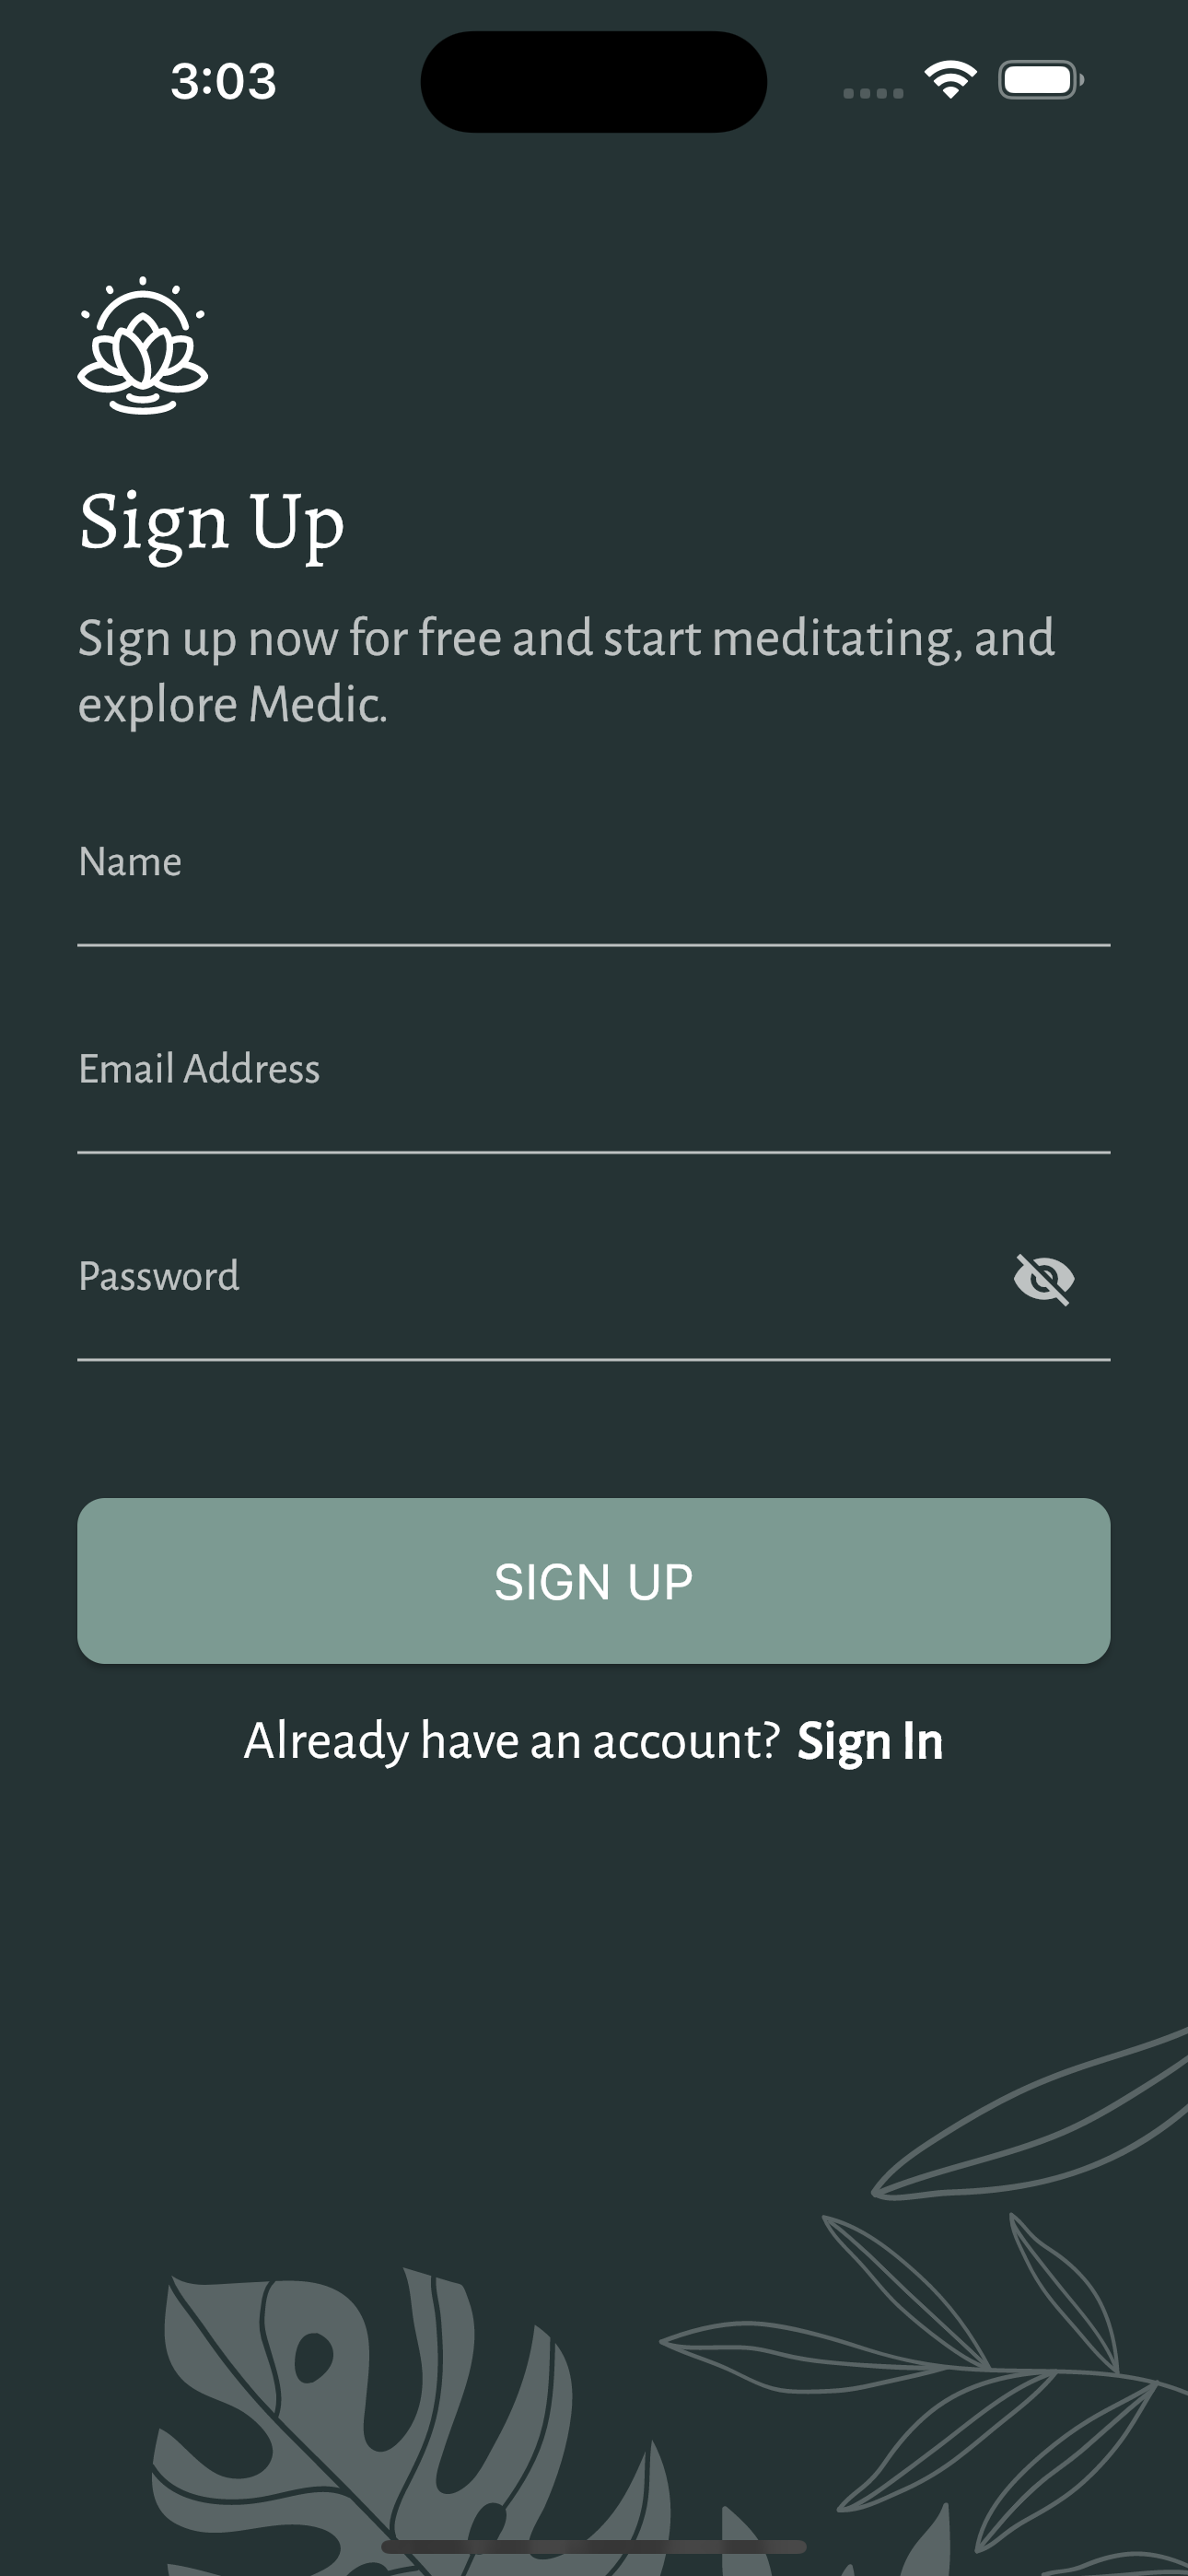 3:03
Sign Up
Sign up now for free and start meditating, and
explore Medic.
Name
Email Address
Password
SIGN UP
Already have an account? Sign In